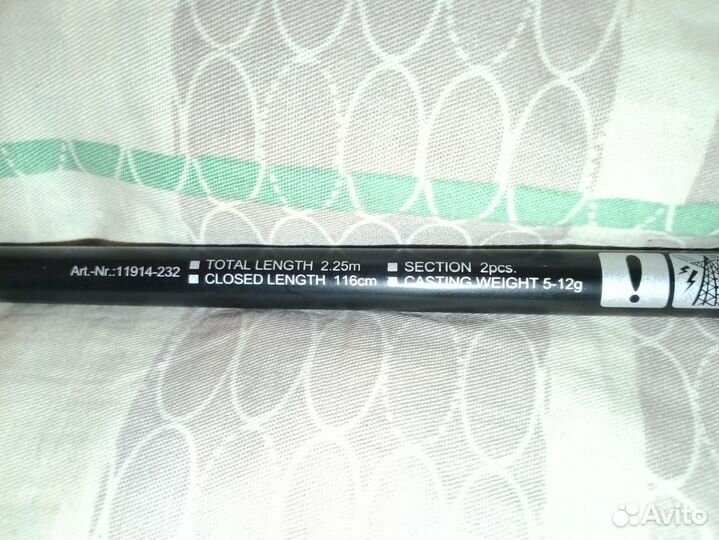 Art.-Nr.:11914-232
TOTAL LENGTH 2.25m SECTION 2pcs.
CLOSED LENGTH 116cm CASTING WEIGHT 5-12g
!
Avito